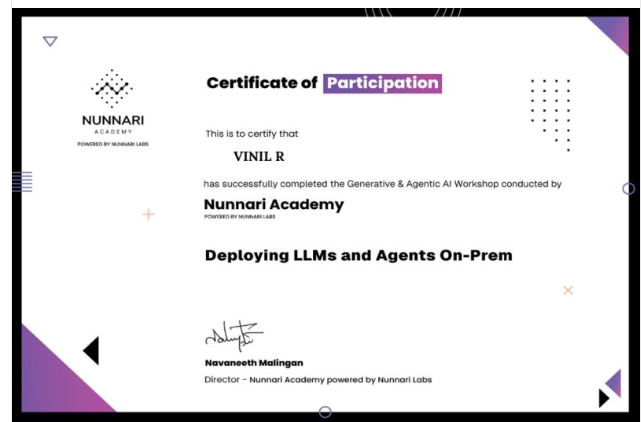 NUNNARI
ACADEMY
POWERED BY NUNNARI LABS
Certificate of Participation
This is to certify that
VINIL R
has successfully completed the Generative & Agentic AI Workshop conducted by
Nunnari Academy
POWERED BY NUNNARI LABS
Deploying LLMs and Agents On-Prem
Navaneeth Malingan
Director - Nunnari Academy powered by Nunnari Labs